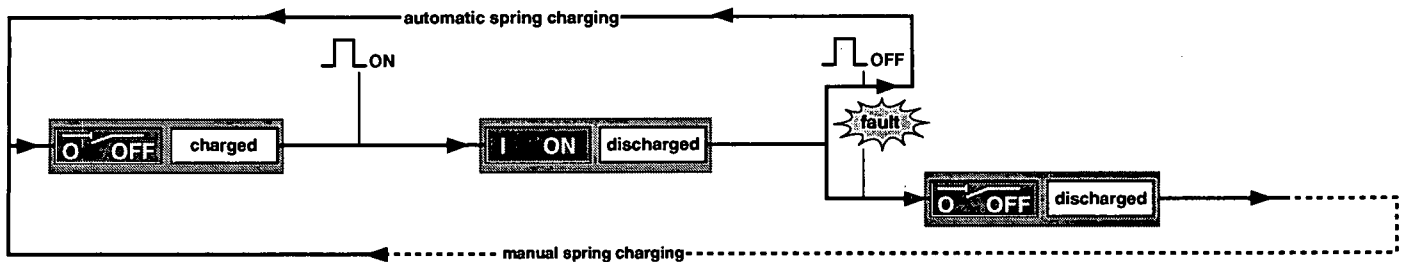 automatic spring charging
ON
OFF
fault
O OFF
charged
I ON
discharged
O OFF
discharged
manual spring charging